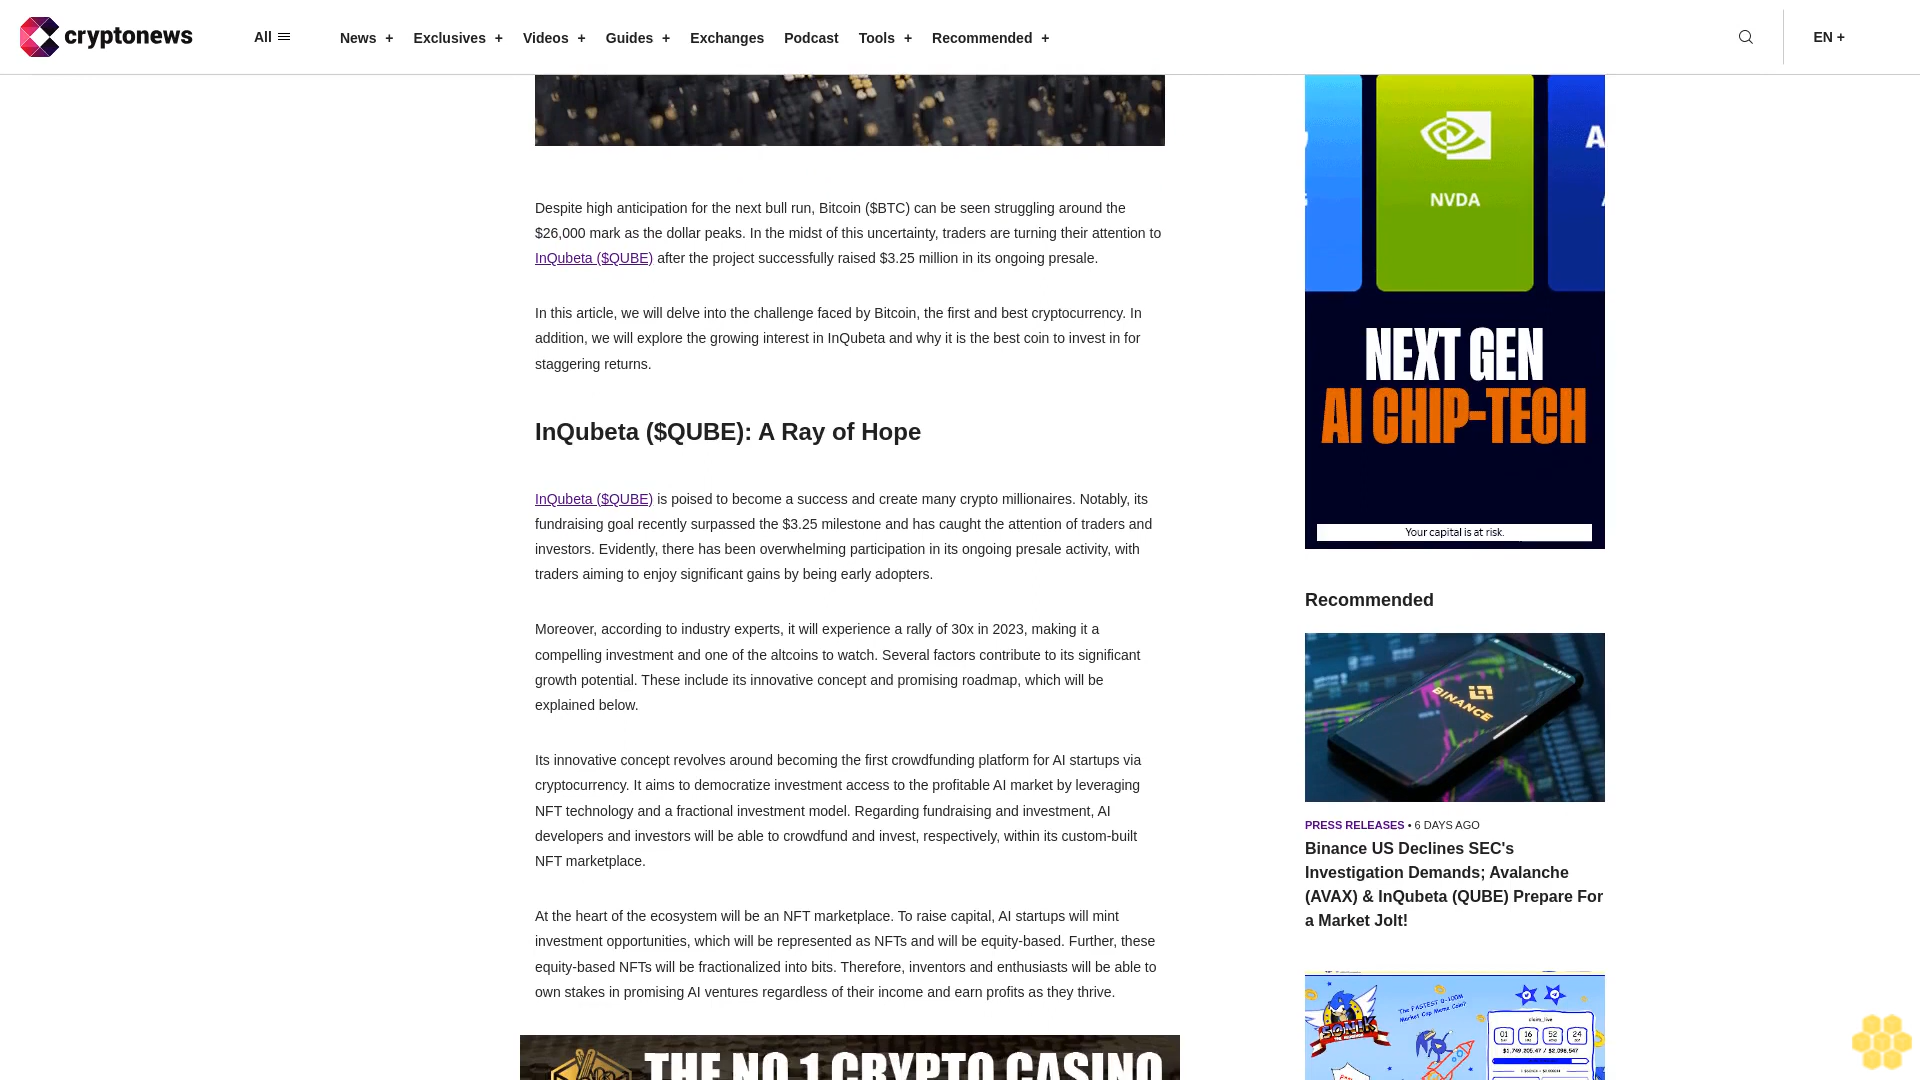 cryptonews
All
News +
Exclusives +
Videos +
Guides +
Exchanges
Podcast
Tools +
Recommended +
EN +
Despite high anticipation for the next bull run, Bitcoin ($BTC) can be seen struggling around the
$26,000 mark as the dollar peaks. In the midst of this uncertainty, traders are turning their attention to
InQubeta ($QUBE) after the project successfully raised $3.25 million in its ongoing presale.
In this article, we will delve into the challenge faced by Bitcoin, the first and best cryptocurrency. In
addition, we will explore the growing interest in InQubeta and why it is the best coin to invest in for
staggering returns.
InQubeta ($QUBE): A Ray of Hope
InQubeta ($QUBE) is poised to become a success and create many crypto millionaires. Notably, its
fundraising goal recently surpassed the $3.25 milestone and has caught the attention of traders and
investors. Evidently, there has been overwhelming participation in its ongoing presale activity, with
traders aiming to enjoy significant gains by being early adopters.
Moreover, according to industry experts, it will experience a rally of 30x in 2023, making it a
compelling investment and one of the altcoins to watch. Several factors contribute to its significant
growth potential. These include its innovative concept and promising roadmap, which will be
explained below.
Its innovative concept revolves around becoming the first crowdfunding platform for AI startups via
cryptocurrency. It aims to democratize investment access to the profitable AI market by leveraging
NFT technology and a fractional investment model. Regarding fundraising and investment, AI
developers and investors will be able to crowdfund and invest, respectively, within its custom-built
NFT marketplace.
At the heart of the ecosystem will be an NFT marketplace. To raise capital, AI startups will mint
investment opportunities, which will be represented as NFTs and will be equity-based. Further, these
equity-based NFTs will be fractionalized into bits. Therefore, inventors and enthusiasts will be able to
own stakes in promising AI ventures regardless of their income and earn profits as they thrive.
THE NO 1 CRYPTO CASINO
NVDA
NEXT GEN
AI CHIP-TECH
Your capital is at risk.
Recommended
BINANCE
PRESS RELEASES • 6 DAYS AGO
Binance US Declines SEC's
Investigation Demands; Avalanche
(AVAX) & InQubeta (QUBE) Prepare For
a Market Jolt!
SONIK
The FASTEST 0-100M
Market Cap Meme Coin?
01 16 52 24